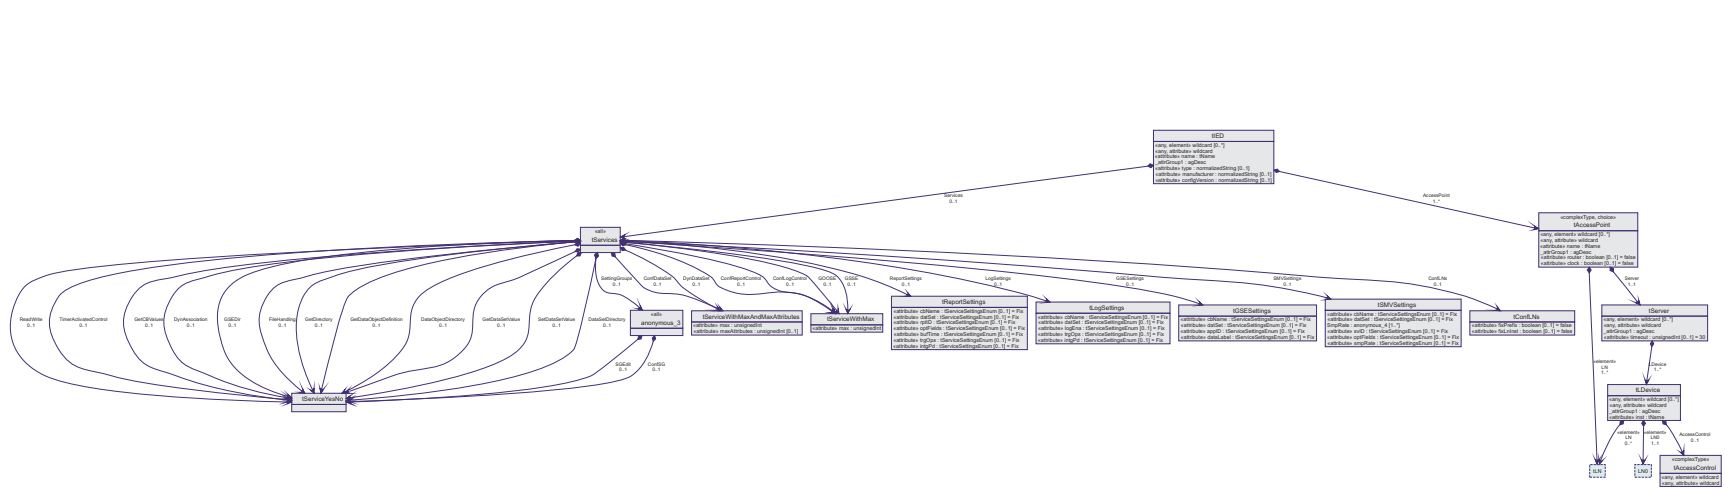 tIED
«any, element» wildcard [0..*]
«any, attribute» wildcard
«attribute» name : tName
_attrGroup1 : agDesc
«attribute» type : normalizedString [0..1]
«attribute» manufacturer : normalizedString [0..1]
«attribute» configVersion : normalizedString [0..1]
Services
0..1
AccessPoint
1..*
«all»
tServices
«complexType, choice»
tAccessPoint
«any, element» wildcard [0..*]
«any, attribute» wildcard
«attribute» name : tName
_attrGroup1 : agDesc
«attribute» router : boolean [0..1] = false
«attribute» clock : boolean [0..1] = false
ReadWrite
0..1
TimerActivatedControl
0..1
GetCBValues
0..1
DynAssociation
0..1
GSEDir
0..1
FileHandling
0..1
GetDirectory
0..1
GetDataObjectDefinition
0..1
DataObjectDirectory
0..1
GetDataSetValue
0..1
SetDataSetValue
0..1
DataSetDirectory
0..1
SettingGroups
0..1
ConfDataSet
0..1
DynDataSet
0..1
ConfReportControl
0..1
ConfLogControl
0..1
GOOSE
0..1
GSSE
0..1
ReportSettings
0..1
LogSettings
0..1
GSESettings
0..1
SMVSettings
0..1
ConfLNs
0..1
Server
1..1
«all»
anonymous_3
tServiceWithMaxAndMaxAttributes
«attribute» max : unsignedInt
«attribute» maxAttributes : unsignedInt [0..1]
tServiceWithMax
«attribute» max : unsignedInt
tReportSettings
«attribute» cbName : tServiceSettingsEnum [0..1] = Fix
«attribute» datSet : tServiceSettingsEnum [0..1] = Fix
«attribute» rptID : tServiceSettingsEnum [0..1] = Fix
«attribute» optFields : tServiceSettingsEnum [0..1] = Fix
«attribute» bufTime : tServiceSettingsEnum [0..1] = Fix
«attribute» trgOps : tServiceSettingsEnum [0..1] = Fix
«attribute» intgPd : tServiceSettingsEnum [0..1] = Fix
tLogSettings
«attribute» cbName : tServiceSettingsEnum [0..1] = Fix
«attribute» datSet : tServiceSettingsEnum [0..1] = Fix
«attribute» logEna : tServiceSettingsEnum [0..1] = Fix
«attribute» trgOps : tServiceSettingsEnum [0..1] = Fix
«attribute» intgPd : tServiceSettingsEnum [0..1] = Fix
tGSESettings
«attribute» cbName : tServiceSettingsEnum [0..1] = Fix
«attribute» datSet : tServiceSettingsEnum [0..1] = Fix
«attribute» appID : tServiceSettingsEnum [0..1] = Fix
«attribute» dataLabel : tServiceSettingsEnum [0..1] = Fix
tSMVSettings
«attribute» cbName : tServiceSettingsEnum [0..1] = Fix
«attribute» datSet : tServiceSettingsEnum [0..1] = Fix
SmpRate : anonymous_4 [1..*]
«attribute» svID : tServiceSettingsEnum [0..1] = Fix
«attribute» optFields : tServiceSettingsEnum [0..1] = Fix
«attribute» smpRate : tServiceSettingsEnum [0..1] = Fix
tConfLNs
«attribute» fixPrefix : boolean [0..1] = false
«attribute» fixLnInst : boolean [0..1] = false
tServer
«any, element» wildcard [0..*]
«any, attribute» wildcard
_attrGroup1 : agDesc
«attribute» timeout : unsignedInt [0..1] = 30
SGEdit
0..1
ConfSG
0..1
«element»
LN
1..*
LDevice
1..*
tServiceYesNo
tLDevice
«any, element» wildcard [0..*]
«any, attribute» wildcard
_attrGroup1 : agDesc
«attribute» inst : tName
«element»
LN
0..*
«element»
LN0
1..1
AccessControl
0..1
tLN
LN0
«complexType»
tAccessControl
«any, element» wildcard
«any, attribute» wildcard